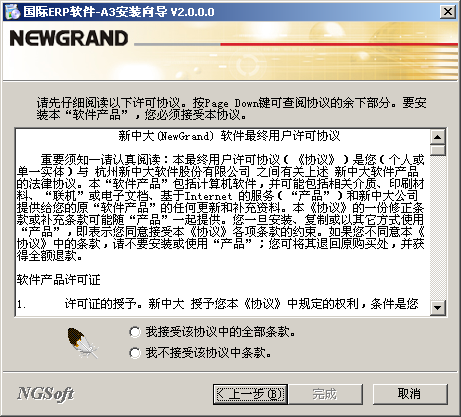 国际ERP软件-A3安装向导 V2.0.0.0
NEWGRAND
请先仔细阅读以下许可协议。按Page Down键可查阅协议的余下部分。要安
装本“软件产品”,您必须接受本协议。
新中大(NewGrand) 软件最终用户许可协议
重要须知—请认真阅读:本最终用户许可协议(《协议》)是您(个人或
单一实体)与 杭州新中大软件股份有限公司 之间有关上述 新中大软件产品
的法律协议。本“软件产品”包括计算机软件,并可能包括相关介质、印刷材
料、“联机”或电子文档、基于Internet 的服务(“产品”)和新中大公司
提供给您的原“软件产品”的任何更新和补充资料。本《协议》的一份修正条
款或补充条款可能随“产品”一起提供。您一旦安装、复制或以其它方式使用
“产品”,即表示您同意接受本《协议》各项条款的约束。如果您不同意本《
协议》中的条款,请不要安装或使用“产品”;您可将其退回原购买处,并获
得全额退款。
软件产品许可证
1. 许可证的授予。新中大 授予您本《协议》中规定的权利,条件是您
我接受该协议中的全部条款。
我不接受该协议中条款。
NGSoft
< 上一步(B)
完成
取消